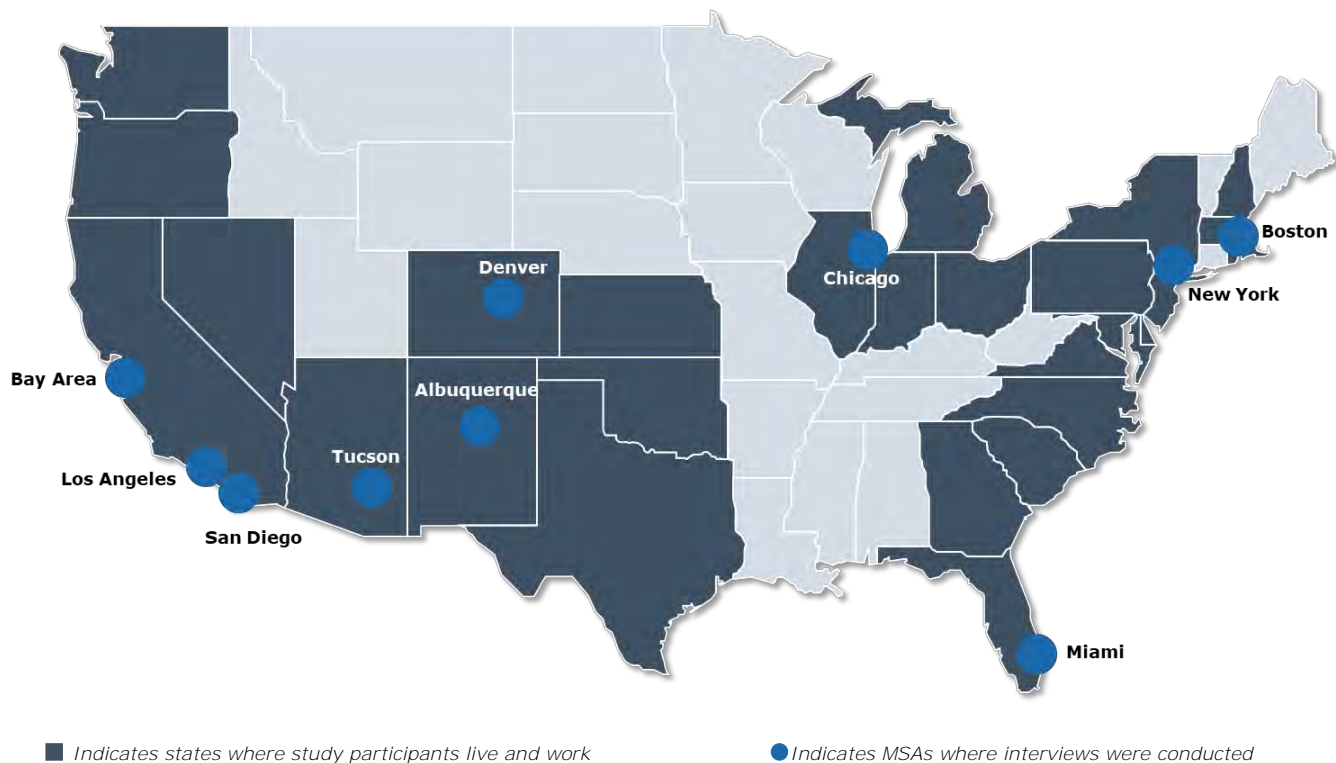 Boston
Denver
Chicago
New York
Bay Area
Albuquerque
Tucson
Los Angeles
San Diego
Miami
Indicates states where study participants live and work
Indicates MSAs where interviews were conducted